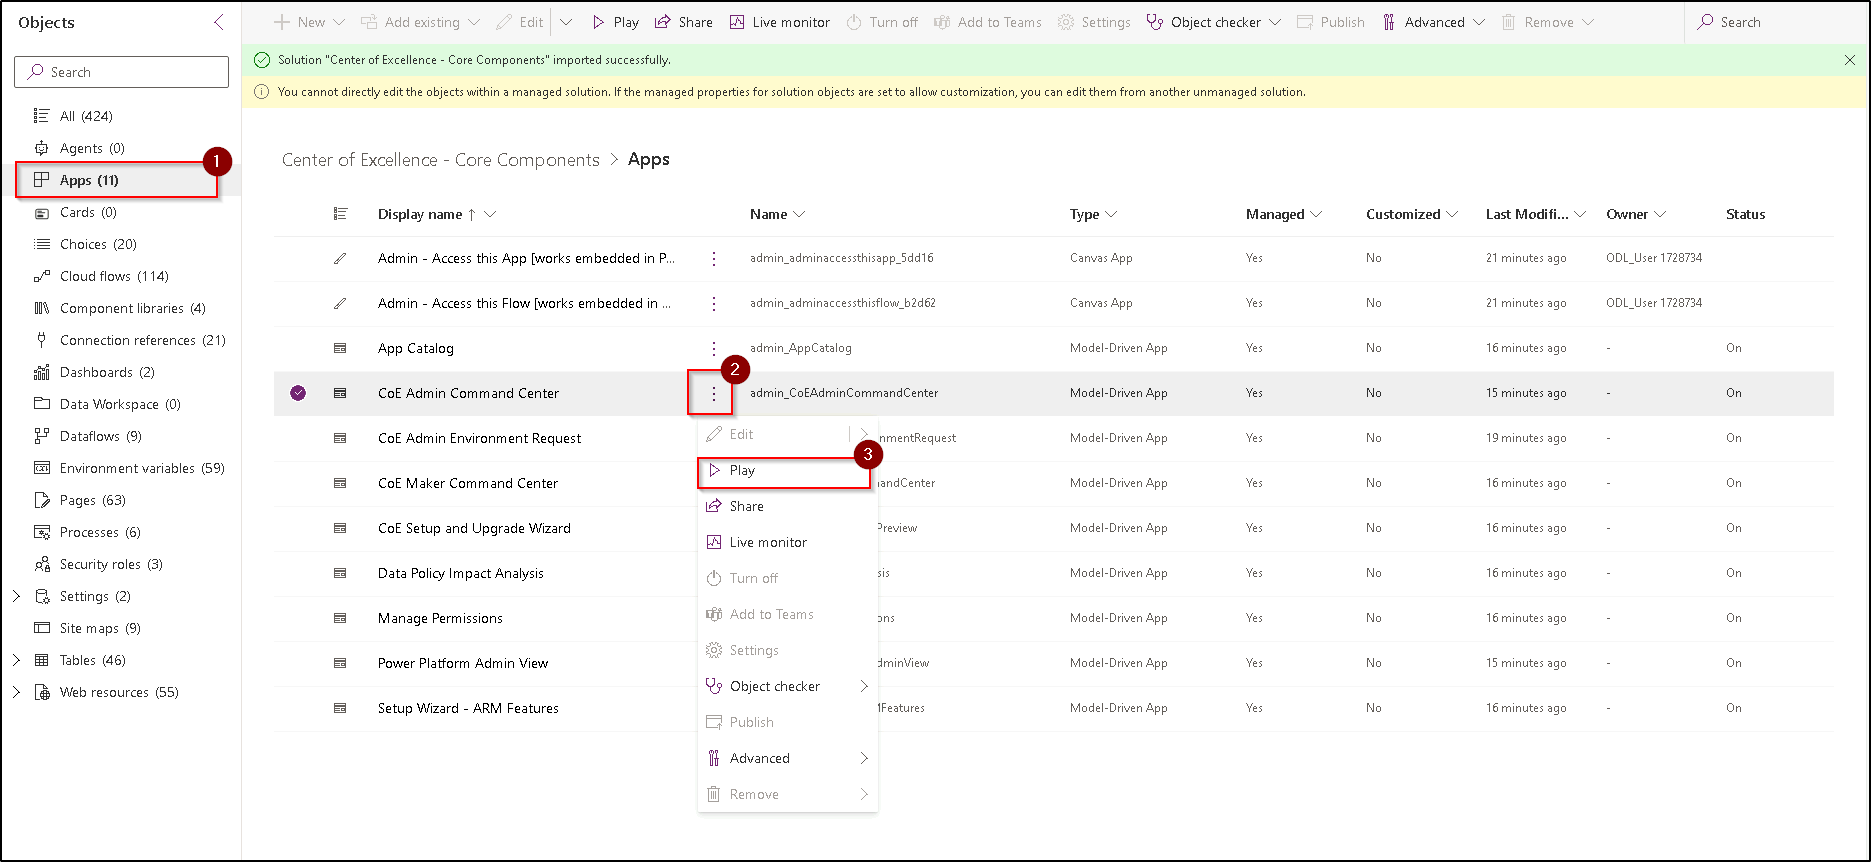 Objects
Search
All (424)
Agents (0)
Apps (11)
1
Cards (0)
Choices (20)
Cloud flows (114)
Component libraries (4)
Connection references (21)
Dashboards (2)
Data Workspace (0)
Dataflows (9)
Environment variables (59)
Pages (63)
Processes (6)
Security roles (3)
Settings (2)
Site maps (9)
Tables (46)
Web resources (55)
New Add existing Edit Play Share Live monitor Turn off Add to Teams Settings Object checker Publish Advanced Remove Search
Solution "Center of Excellence - Core Components" imported successfully.
You cannot directly edit the objects within a managed solution. If the managed properties for solution objects are set to allow customization, you can edit them from another unmanaged solution.
Center of Excellence - Core Components > Apps
Display name ↑ Name Type Managed Customized Last Modifi... Owner Status
Admin - Access this App [works embedded in P... admin_adminaccessthisapp_5dd16 Canvas App Yes No 21 minutes ago ODL_User 1728734
Admin - Access this Flow [works embedded in ... admin_adminaccessthisflow_b2d62 Canvas App Yes No 21 minutes ago ODL_User 1728734
App Catalog admin_AppCatalog Model-Driven App Yes No 16 minutes ago - On
2
CoE Admin Command Center admin_CoEAdminCommandCenter Model-Driven App Yes No 15 minutes ago - On
CoE Admin Environment Request nmentRequest Model-Driven App Yes No 19 minutes ago - On
CoE Maker Command Center andCenter Model-Driven App Yes No 16 minutes ago - On
CoE Setup and Upgrade Wizard Preview Model-Driven App Yes No 16 minutes ago - On
Data Policy Impact Analysis sis Model-Driven App Yes No 16 minutes ago - On
Manage Permissions ons Model-Driven App Yes No 16 minutes ago - On
Power Platform Admin View dminView Model-Driven App Yes No 15 minutes ago - On
Setup Wizard - ARM Features MFeatures Model-Driven App Yes No 16 minutes ago - On
Edit
3
Play
Share
Live monitor
Turn off
Add to Teams
Settings
Object checker
Publish
Advanced
Remove